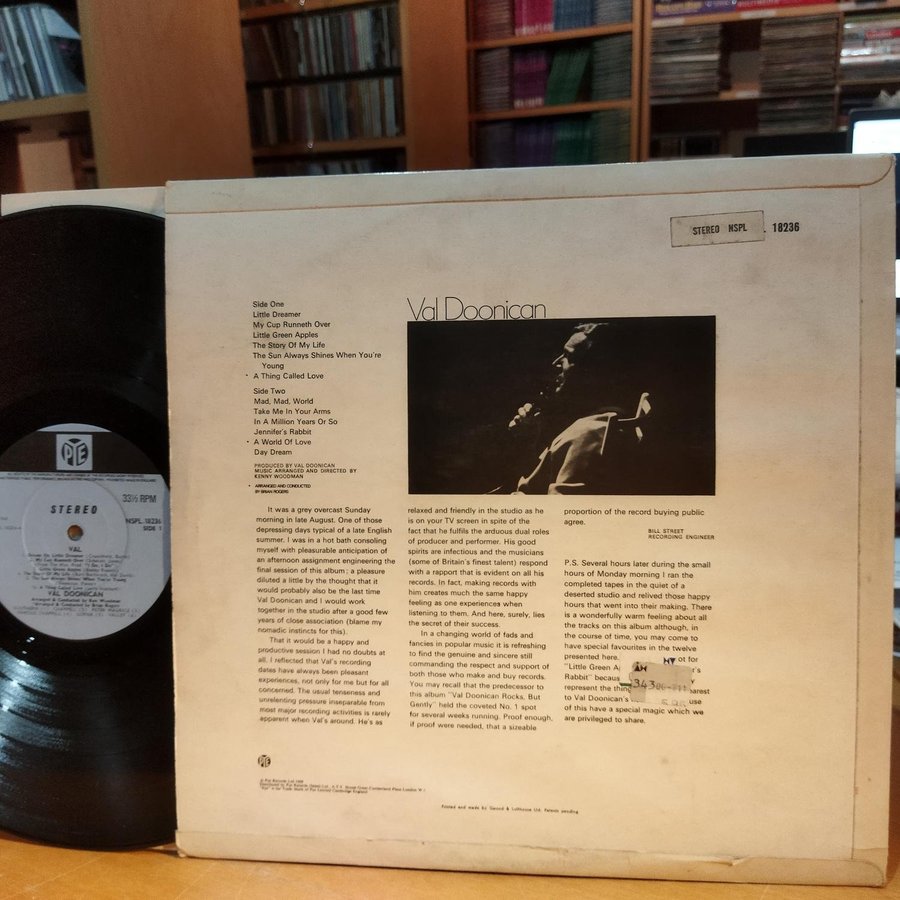 STEREO NSPL . 18236
Side One
Little Dreamer
My Cup Runneth Over
Little Green Apples
The Story Of My Life
The Sun Always Shines When You're
Young
• A Thing Called Love
Side Two
Mad, Mad, World
Take Me In Your Arms
In A Million Years Or So
Jennifer's Rabbit
• A World Of Love
Day Dream
PRODUCED BY VAL DOONICAN
MUSIC ARRANGED AND DIRECTED BY
KENNY WOODMAN
• ARRANGED AND CONDUCTED
BY BRIAN ROGERS
Val Doonican
It was a grey overcast Sunday
morning in late August. One of those
depressing days typical of a late English
summer. I was in a hot bath consoling
myself with pleasurable anticipation of
an afternoon assignment engineering the
final session of this album ; a pleasure
diluted a little by the thought that it
would probably also be the last time
Val Doonican and I would work
together in the studio after a good few
years of close association (blame my
nomadic instincts for this).
That it would be a happy and
productive session I had no doubts at
all. I reflected that Val's recording
dates have always been pleasant
experiences, not only for me but for all
concerned. The usual tenseness and
unrelenting pressure inseparable from
most major recording activities is rarely
apparent when Val's around. He's as
relaxed and friendly in the studio as he
is on your TV screen in spite of the
fact that he fulfils the arduous dual roles
of producer and performer. His good
spirits are infectious and the musicians
(some of Britain's finest talent) respond
with a rapport that is evident on all his
records. In fact, making records with
him creates much the same happy
feeling as one experiences when
listening to them. And here, surely, lies
the secret of their success.
In a changing world of fads and
fancies in popular music it is refreshing
to find the genuine and sincere still
commanding the respect and support of
both those who make and buy records.
You may recall that the predecessor to
this album "Val Doonican Rocks, But
Gently" held the coveted No. 1 spot
for several weeks running. Proof enough,
if proof were needed, that a sizeable
proportion of the record buying public
agree.
BILL STREET
RECORDING ENGINEER
P.S. Several hours later during the small
hours of Monday morning I ran the
completed tapes in the quiet of a
deserted studio and relived those happy
hours that went into their making. There
is a wonderfully warm feeling about all
the tracks on this album although, in
the course of time, you may come to
have special favourites in the twelve
presented here.
"Little Green
Rabbit"
represent the
to Val Doonican's
of this have a special magic which we
are privileged to share.
PYE
Printed and made by Garrod & Lofthouse Ltd. Patents pending
PYE
33⅓ RPM
STEREO
NSPL.18236
SIDE 1
VAL
VAL DOONICAN